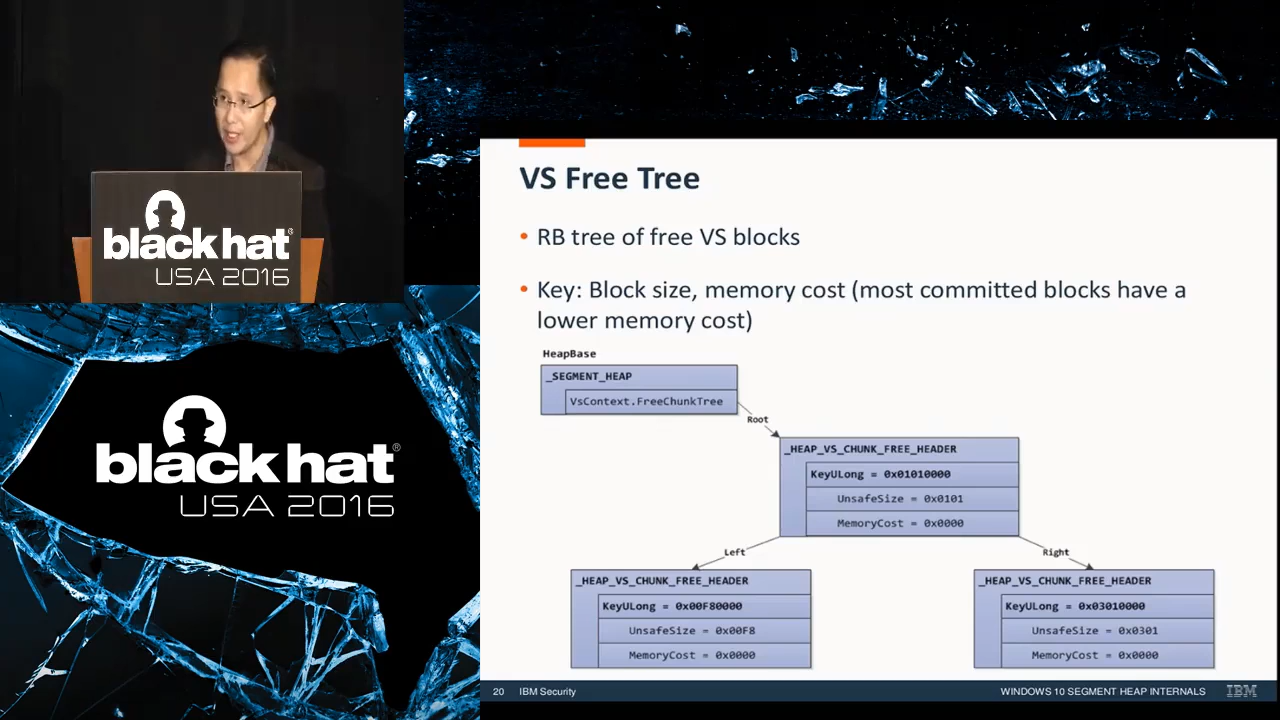 black hat®
USA 2016
black hat®
USA 2016
VS Free Tree
• RB tree of free VS blocks
• Key: Block size, memory cost (most committed blocks have a
lower memory cost)
HeapBase
_SEGMENT_HEAP
VsContext.FreeChunkTree
Root
_HEAP_VS_CHUNK_FREE_HEADER
KeyULong = 0x01010000
UnsafeSize = 0x0101
MemoryCost = 0x0000
Left
Right
_HEAP_VS_CHUNK_FREE_HEADER
KeyULong = 0x00F80000
UnsafeSize = 0x00F8
MemoryCost = 0x0000
_HEAP_VS_CHUNK_FREE_HEADER
KeyULong = 0x03010000
UnsafeSize = 0x0301
MemoryCost = 0x0000
20 IBM Security
WINDOWS 10 SEGMENT HEAP INTERNALS IBM